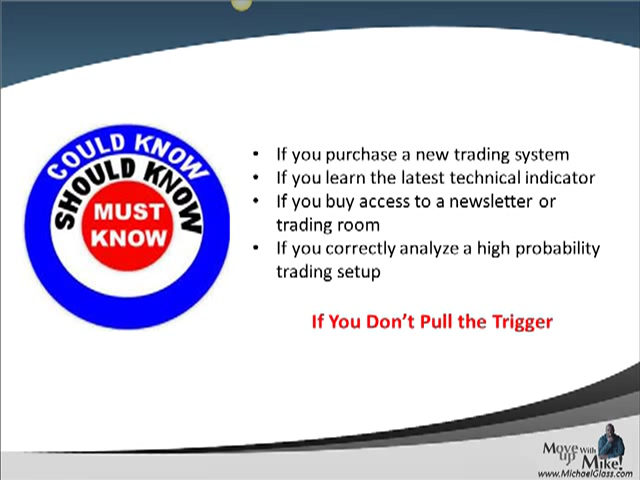 COULD KNOW
SHOULD KNOW
MUST
KNOW
• If you purchase a new trading system
• If you learn the latest technical indicator
• If you buy access to a newsletter or
trading room
• If you correctly analyze a high probability
trading setup
If You Don't Pull the Trigger
Move up With Mike!
www.MichaelGlass.com